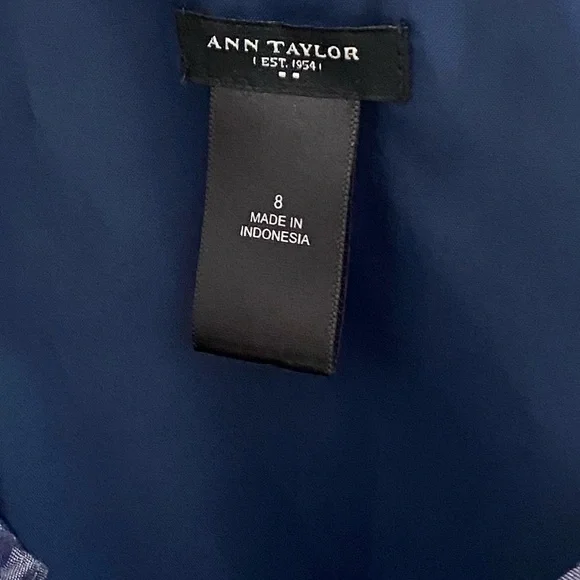 ANN TAYLOR
EST. 1954
8
MADE IN
INDONESIA